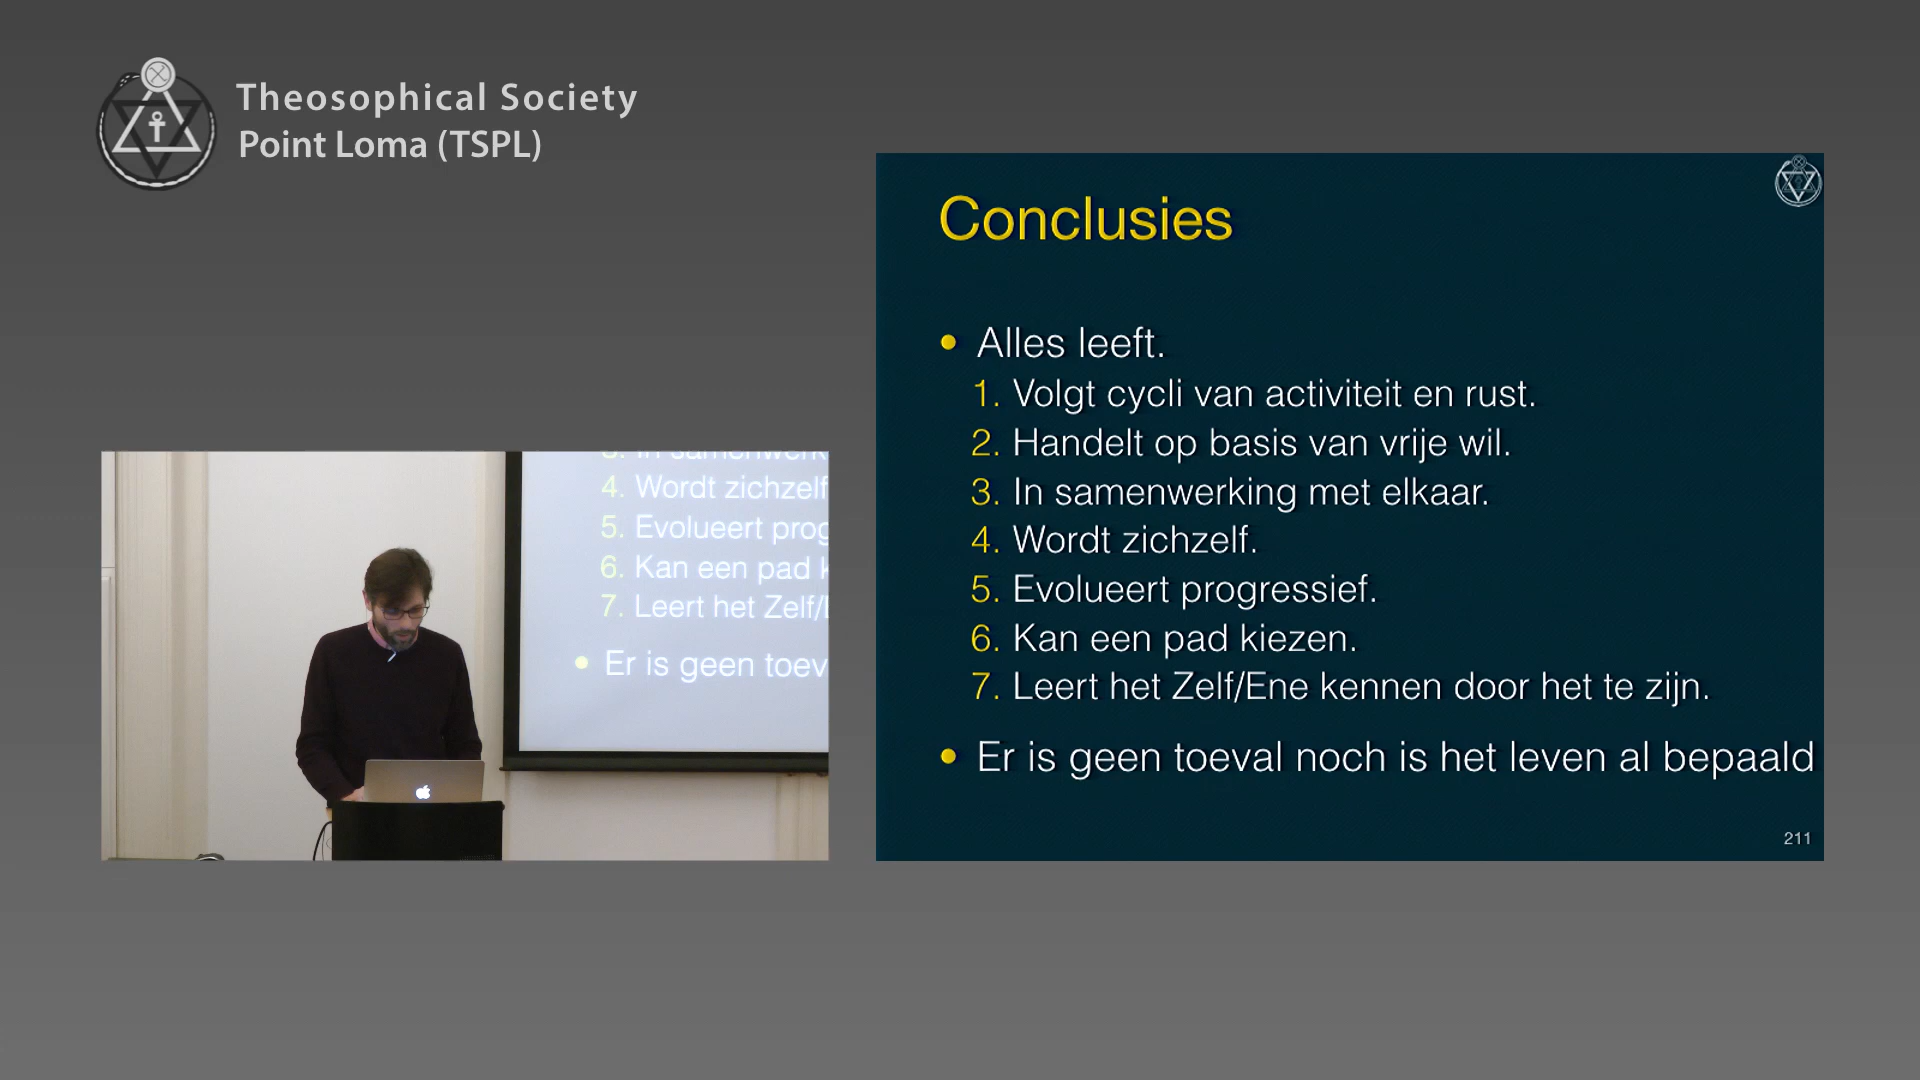 Theosophical Society
Point Loma (TSPL)
Conclusies
• Alles leeft.
1. Volgt cycli van activiteit en rust.
2. Handelt op basis van vrije wil.
3. In samenwerking met elkaar.
4. Wordt zichzelf.
5. Evolueert progressief.
6. Kan een pad kiezen.
7. Leert het Zelf/Ene kennen door het te zijn.
• Er is geen toeval noch is het leven al bepaald
211
3. In samenwerk
4. Wordt zichzelf
5. Evolueert prog
6. Kan een pad k
7. Leert het Zelf/E
• Er is geen toev